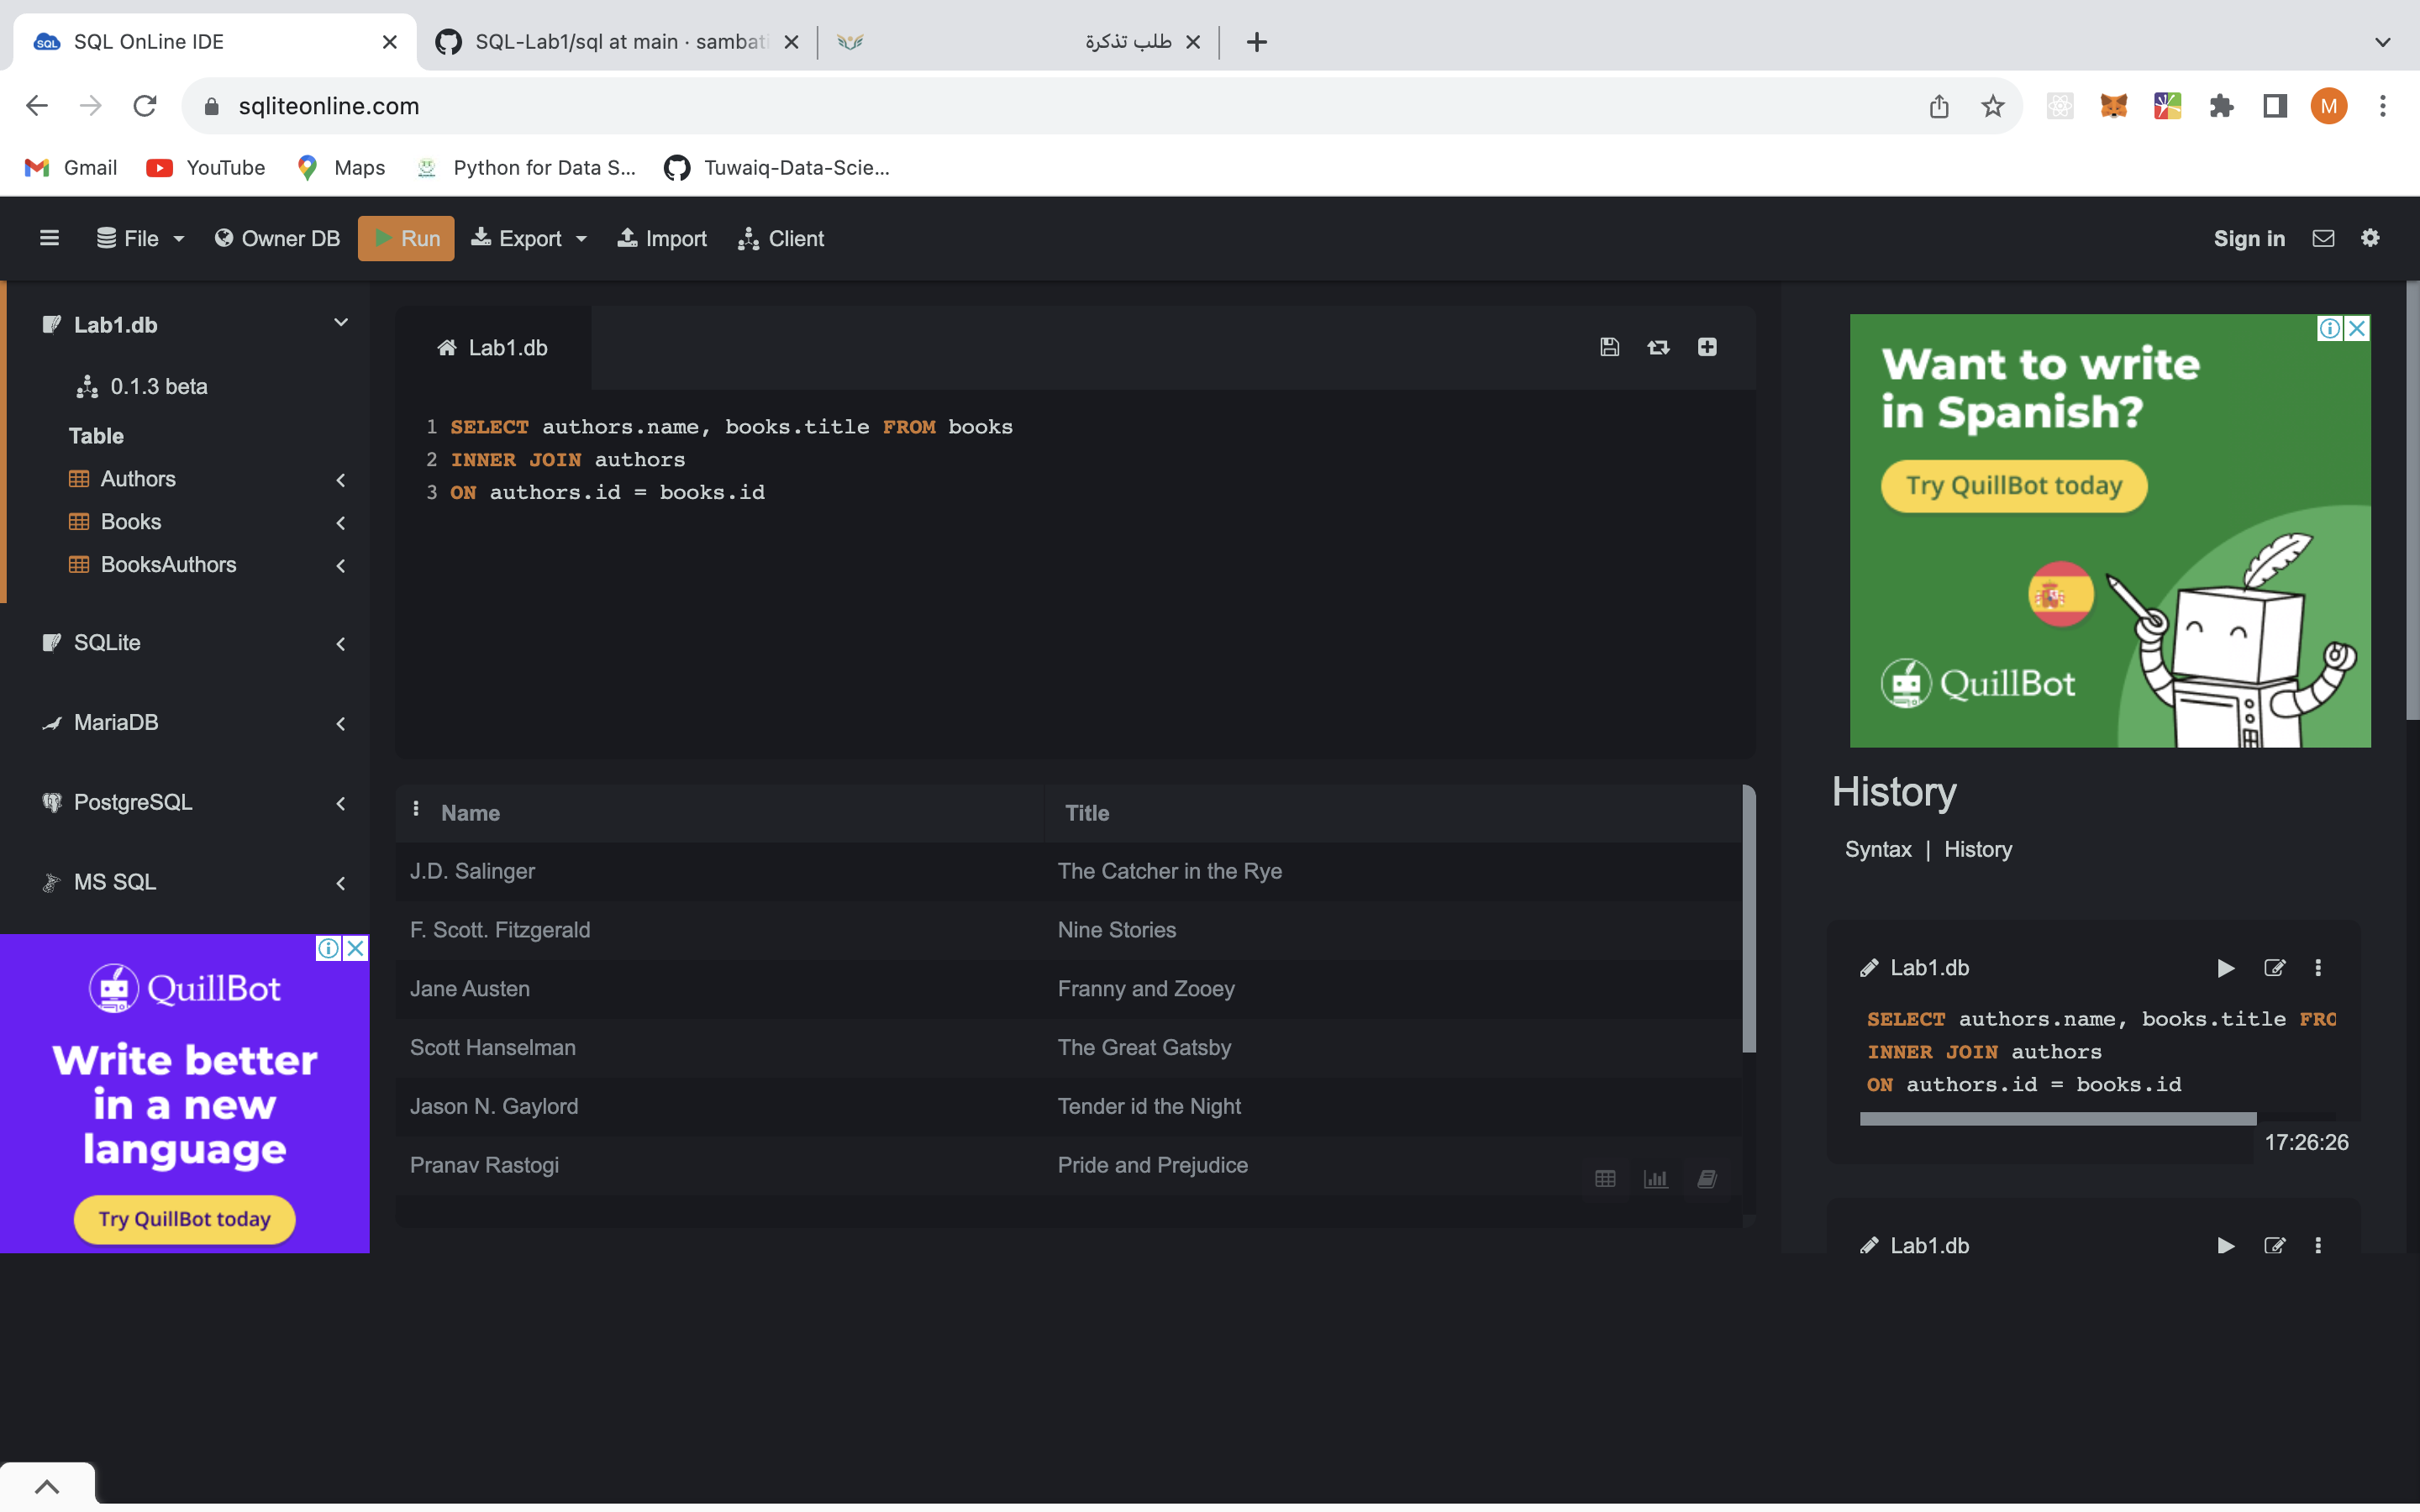 SQL OnLine IDE
SQL-Lab1/sql at main · sambati
طلب تذكرة
sqliteonline.com
M
Gmail
YouTube
Maps
Python for Data S...
Tuwaiq-Data-Scie...
File
Owner DB
Run
Export
Import
Client
Sign in
Lab1.db
0.1.3 beta
Table
Authors
Books
BooksAuthors
SQLite
MariaDB
PostgreSQL
MS SQL
QuillBot
Write better
in a new
language
Try QuillBot today
Lab1.db
1 SELECT authors.name, books.title FROM books
2 INNER JOIN authors
3 ON authors.id = books.id
Name Title
J.D. Salinger The Catcher in the Rye
F. Scott. Fitzgerald Nine Stories
Jane Austen Franny and Zooey
Scott Hanselman The Great Gatsby
Jason N. Gaylord Tender id the Night
Pranav Rastogi Pride and Prejudice
Want to write
in Spanish?
Try QuillBot today
QuillBot
History
Syntax | History
Lab1.db
SELECT authors.name, books.title FRO
INNER JOIN authors
ON authors.id = books.id
17:26:26
Lab1.db